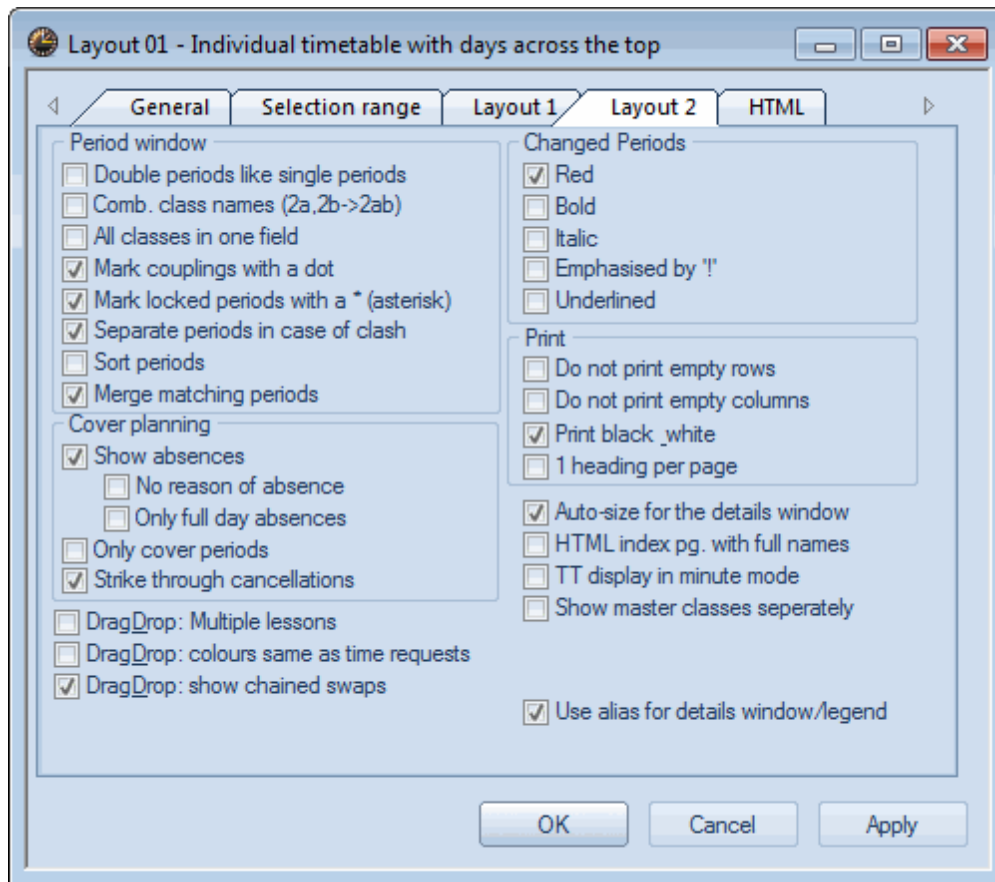 Layout 01 - Individual timetable with days across the top
General
Selection range
Layout 1
Layout 2
HTML
Period window
Double periods like single periods
Comb. class names (2a,2b->2ab)
All classes in one field
Mark couplings with a dot
Mark locked periods with a * (asterisk)
Separate periods in case of clash
Sort periods
Merge matching periods
Cover planning
Show absences
No reason of absence
Only full day absences
Only cover periods
Strike through cancellations
DragDrop: Multiple lessons
DragDrop: colours same as time requests
DragDrop: show chained swaps
Changed Periods
Red
Bold
Italic
Emphasised by '!'
Underlined
Print
Do not print empty rows
Do not print empty columns
Print black _white
1 heading per page
Auto-size for the details window
HTML index pg. with full names
TT display in minute mode
Show master classes seperately
Use alias for details window/legend
OK
Cancel
Apply